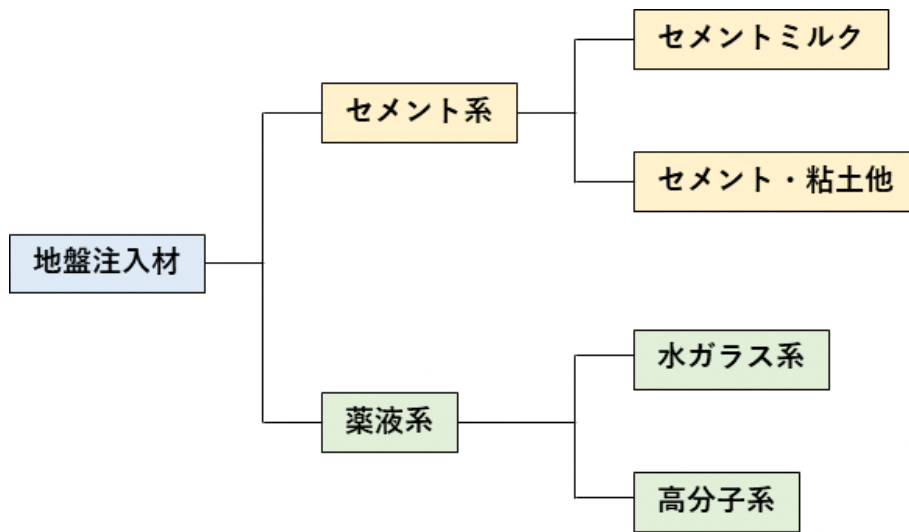 地盤注入材
セメント系
セメントミルク
セメント・粘土他
薬液系
水ガラス系
高分子系